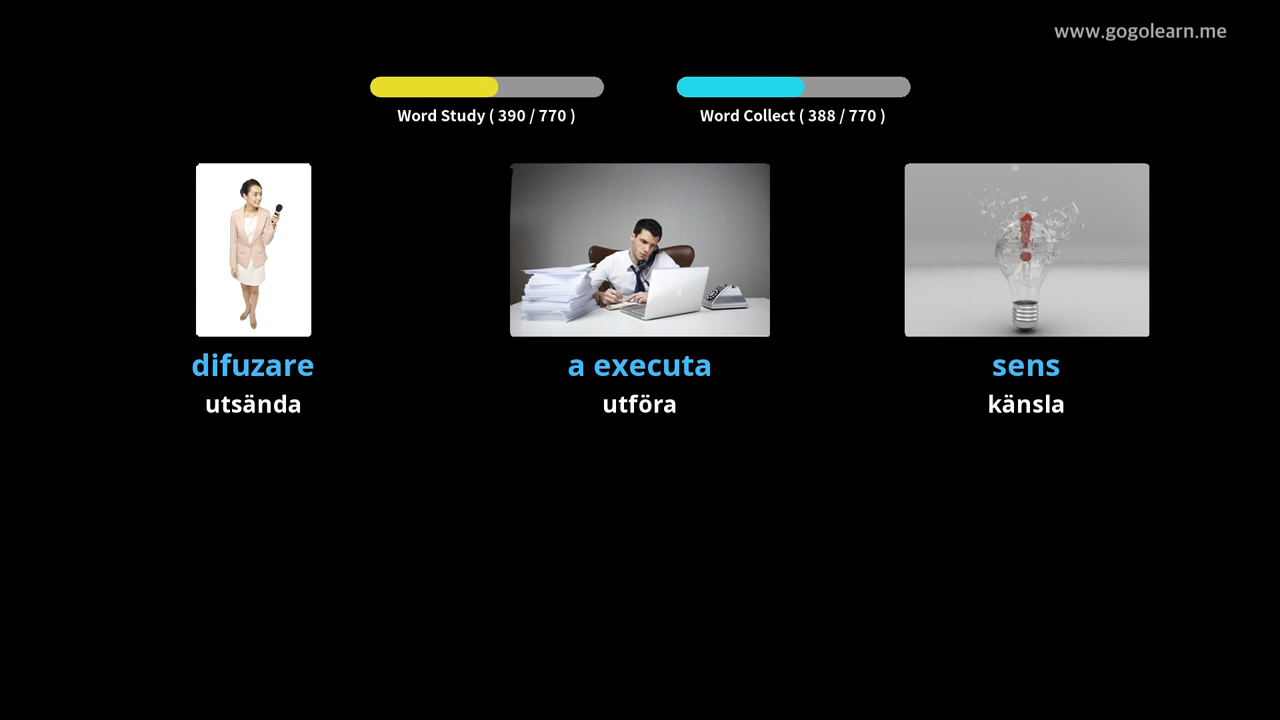 www.gogolearn.me
Word Study ( 390 / 770 )
Word Collect ( 388 / 770 )
difuzare
a executa
sens
utsända
utföra
känsla